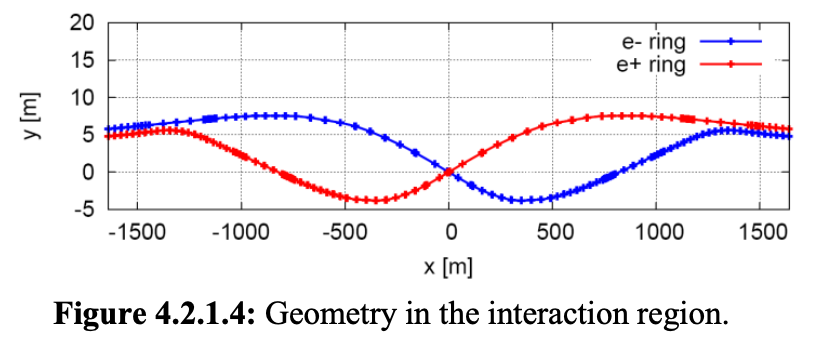 20
15
10
5
0
-5
y [m]
e- ring
e+ ring
-1500 -1000 -500 0 500 1000 1500
x [m]
Figure 4.2.1.4: Geometry in the interaction region.